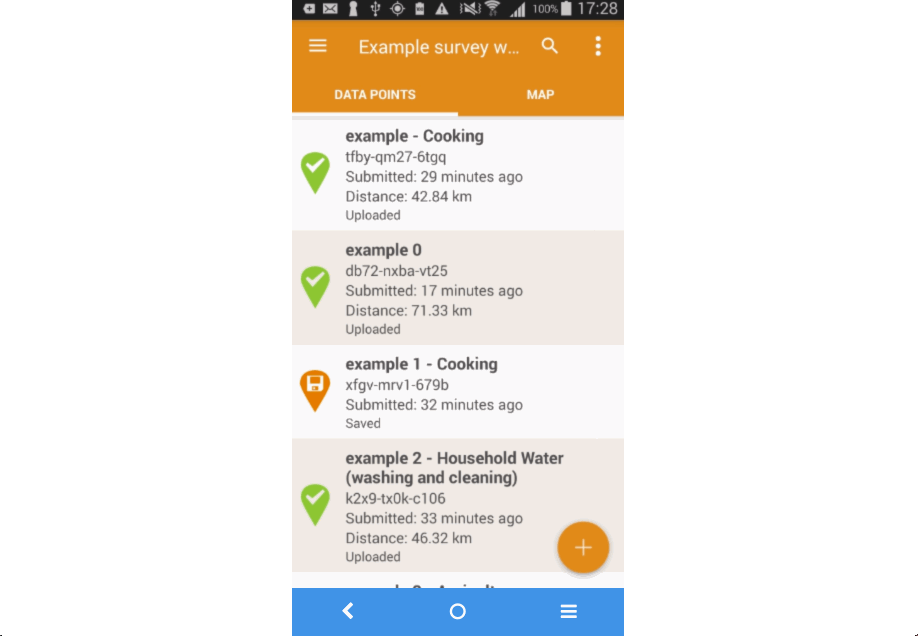 100% 17:28
Example survey w...
DATA POINTS MAP
example - Cooking
tfby-qm27-6tgq
Submitted: 29 minutes ago
Distance: 42.84 km
Uploaded
example 0
db72-nxba-vt25
Submitted: 17 minutes ago
Distance: 71.33 km
Uploaded
example 1 - Cooking
xfgv-mrv1-679b
Submitted: 32 minutes ago
Saved
example 2 - Household Water
(washing and cleaning)
k2x9-tx0k-c106
Submitted: 33 minutes ago
Distance: 46.32 km
Uploaded